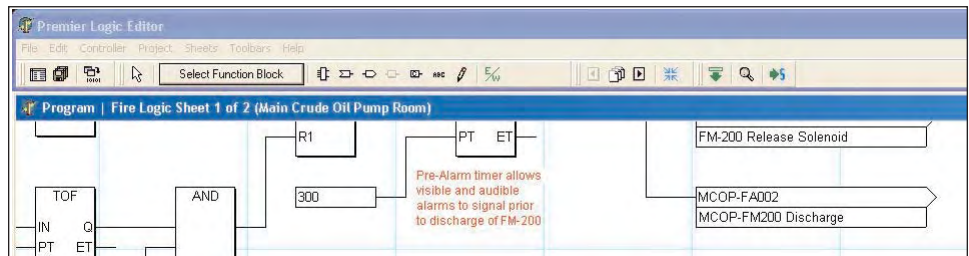 Premier Logic Editor
File Edit Controller Project Sheets Toolbars Help
Select Function Block
ABC
E/W
S
Program | Fire Logic Sheet 1 of 2 (Main Crude Oil Pump Room)
R1
PT ET
FM-200 Release Solenoid
Pre-Alarm timer allows
visible and audible
alarms to signal prior
to discharge of FM-200
TOF
AND
300
MCOP-FA002
MCOP-FM200 Discharge
IN Q
PT ET